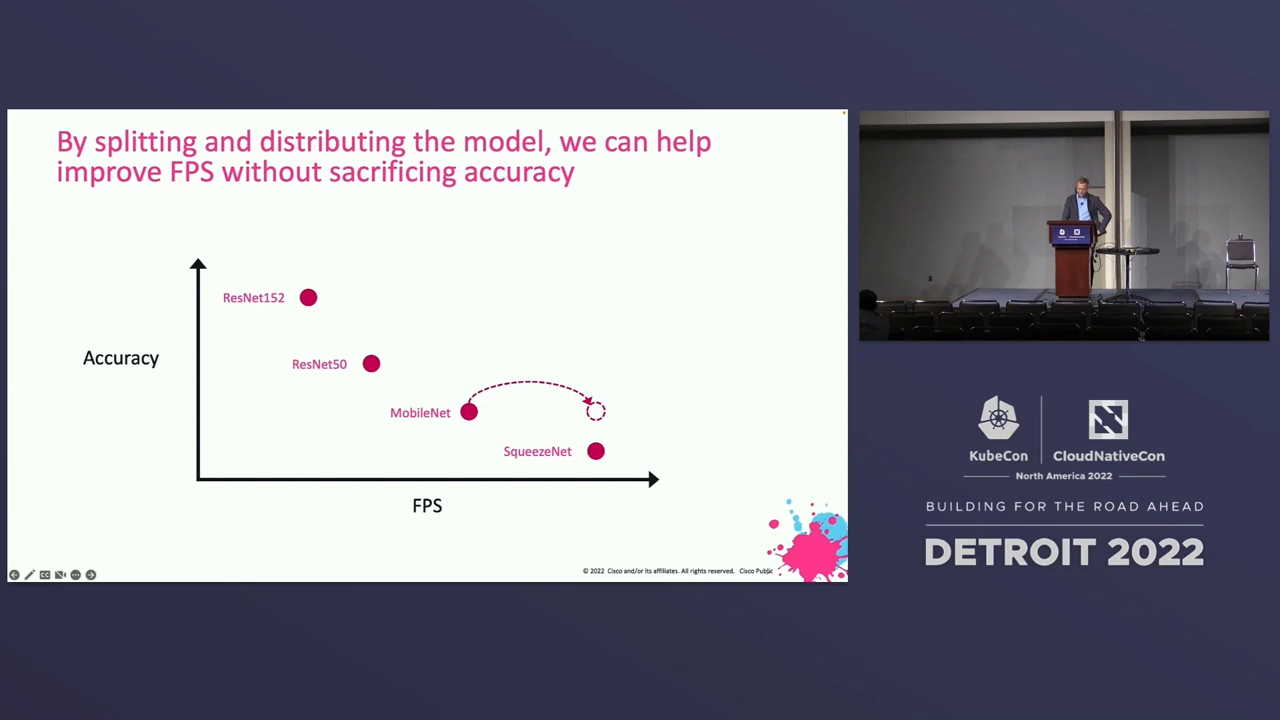 By splitting and distributing the model, we can help
improve FPS without sacrificing accuracy
ResNet152
Accuracy
ResNet50
MobileNet
SqueezeNet
FPS
© 2022 Cisco and/or its affiliates. All rights reserved. Cisco Public
KubeCon
CloudNativeCon
North America 2022
BUILDING FOR THE ROAD AHEAD
DETROIT 2022